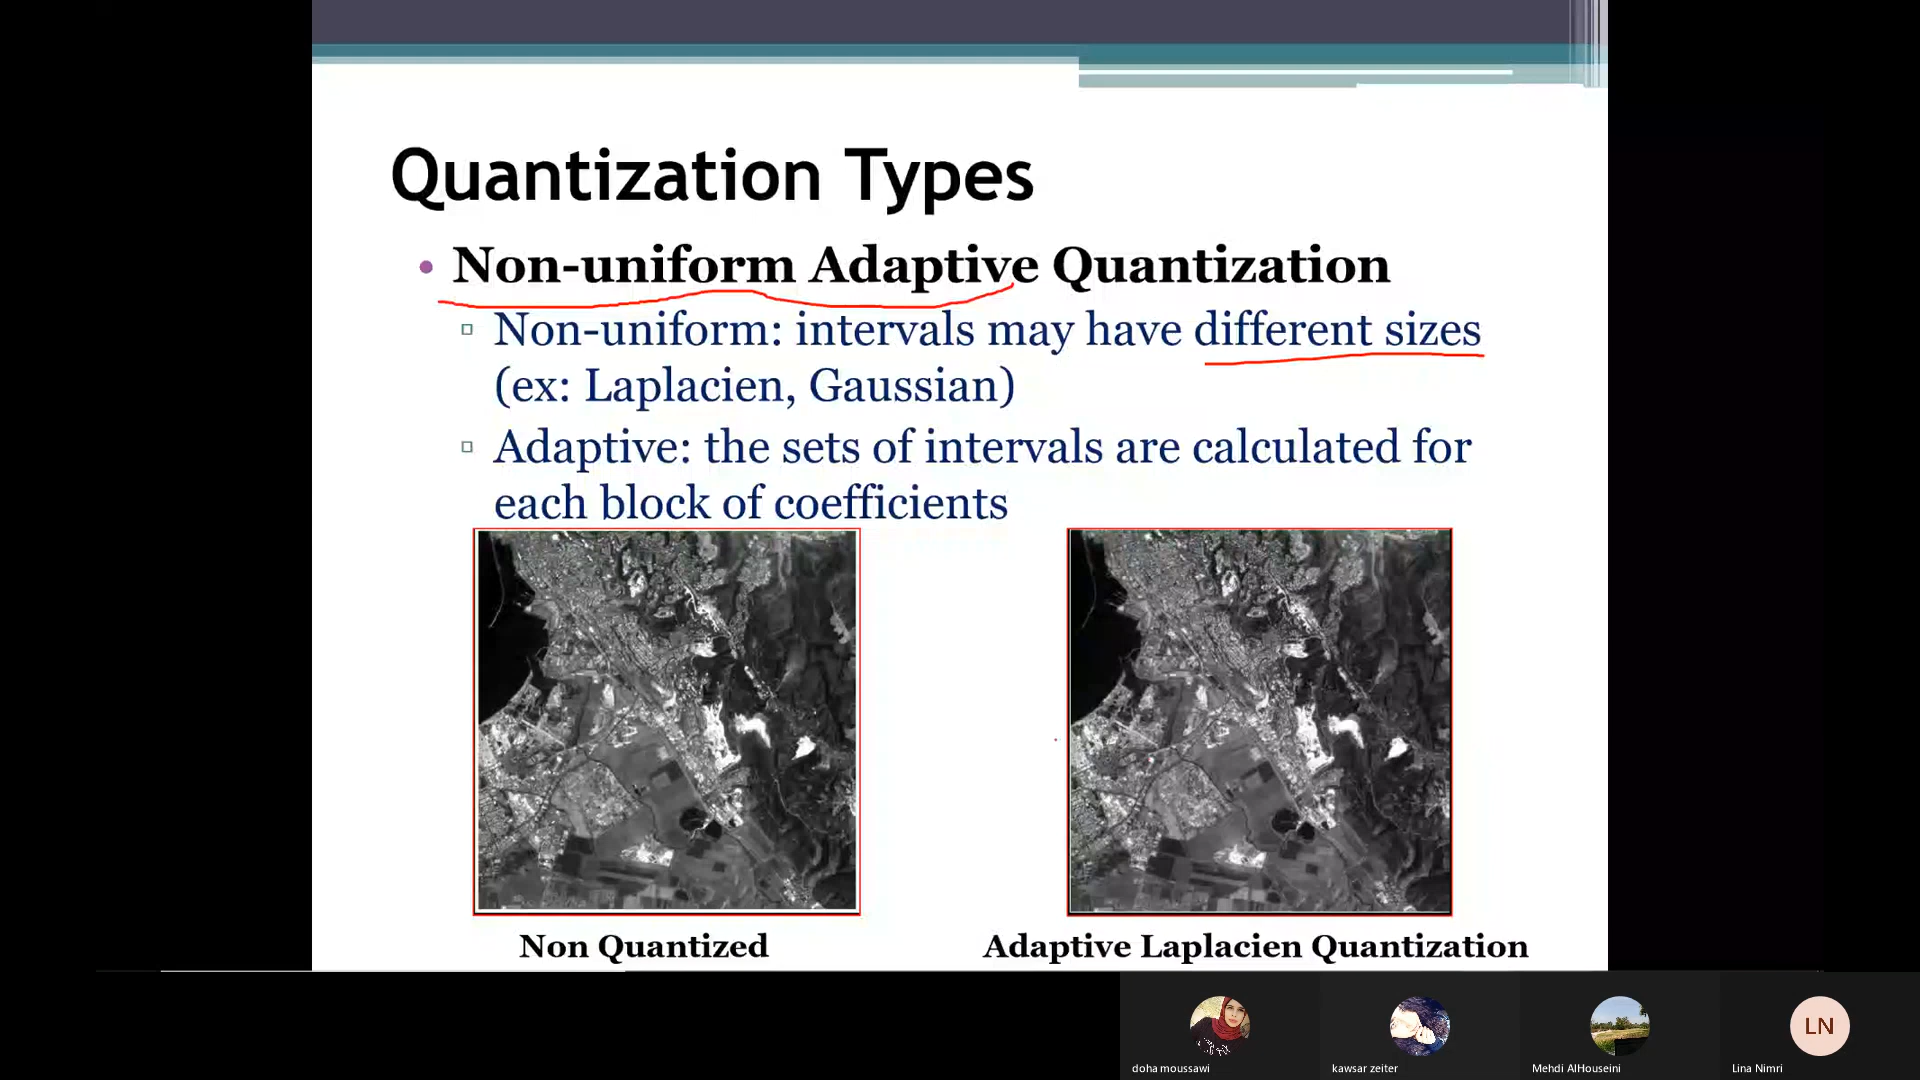 Quantization Types
• Non-uniform Adaptive Quantization
▫ Non-uniform: intervals may have different sizes
(ex: Laplacien, Gaussian)
▫ Adaptive: the sets of intervals are calculated for
each block of coefficients
Non Quantized
Adaptive Laplacien Quantization
LN
doha moussawi
kawsar zeiter
Mehdi AlHouseini
Lina Nimri